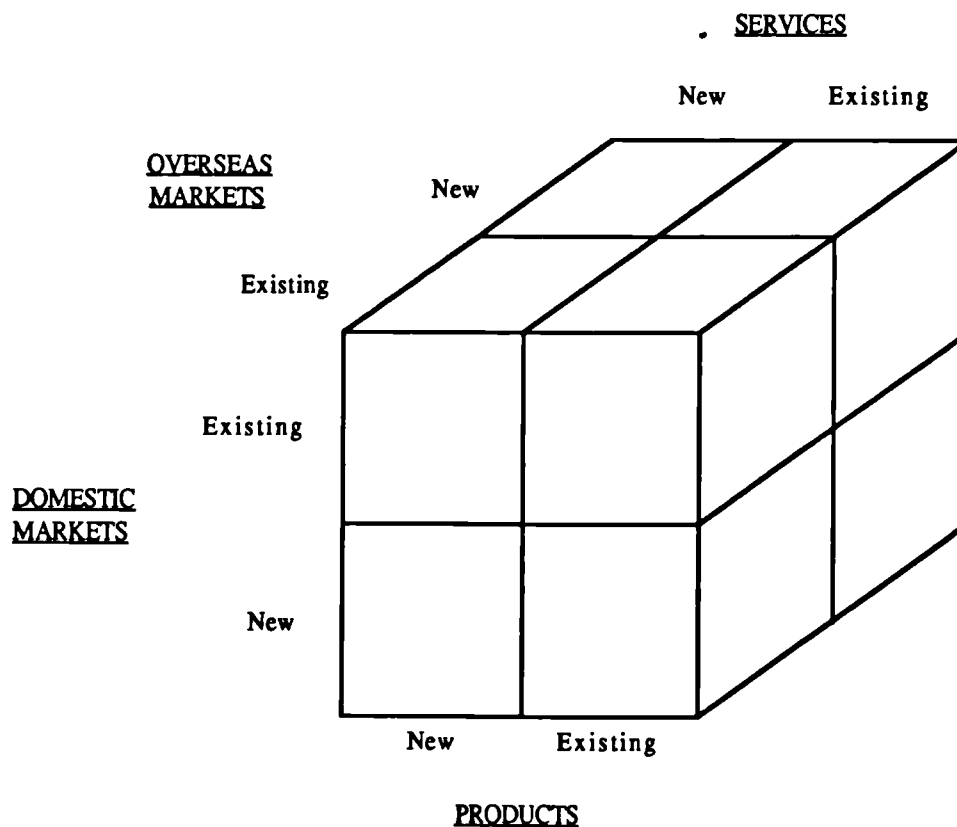 SERVICES
New Existing
OVERSEAS
MARKETS
New
Existing
Existing
DOMESTIC
MARKETS
New
New Existing
PRODUCTS